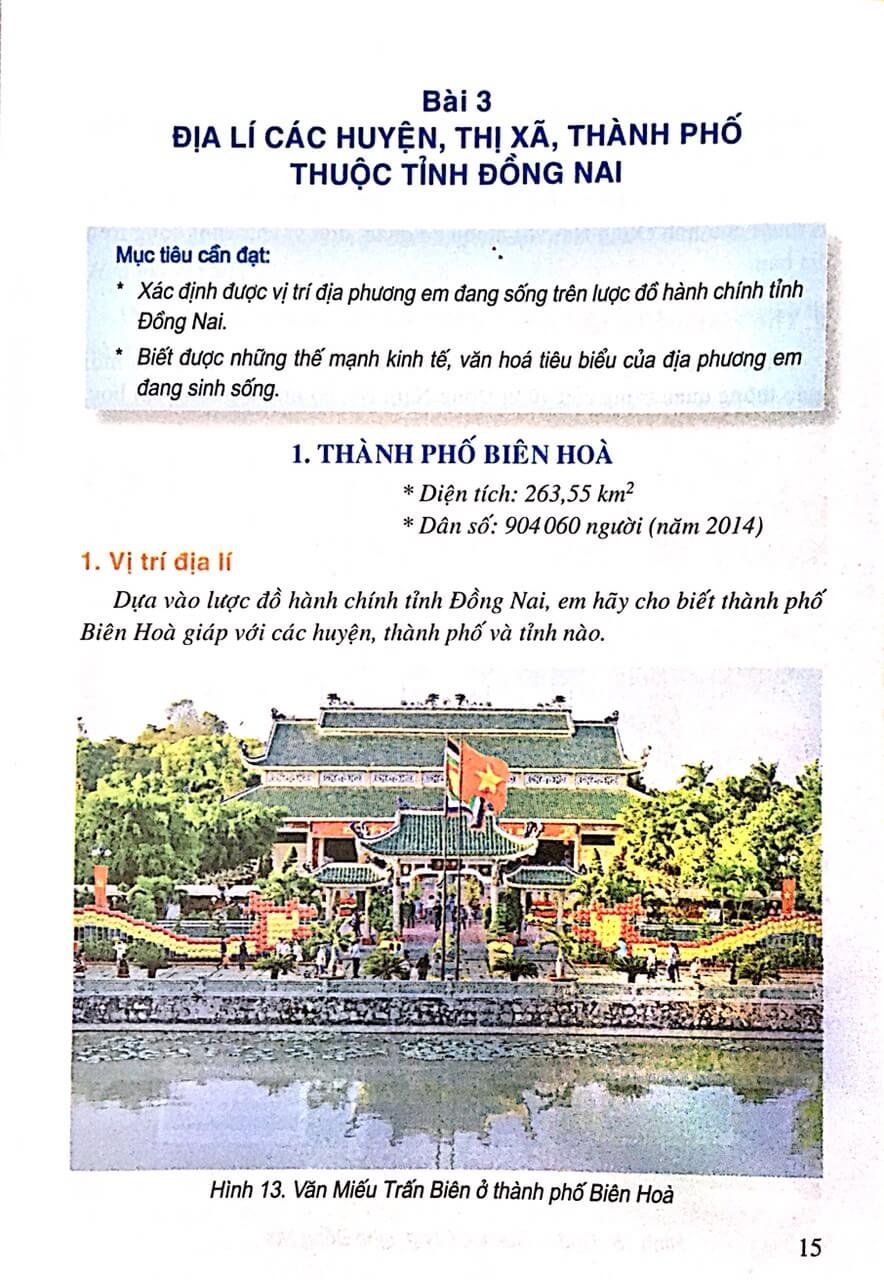 Bài 3
ĐỊA LÍ CÁC HUYỆN, THỊ XÃ, THÀNH PHỐ
THUỘC TỈNH ĐỒNG NAI
Mục tiêu cần đạt:
* Xác định được vị trí địa phương em đang sống trên lược đồ hành chính tỉnh
Đồng Nai.
* Biết được những thế mạnh kinh tế, văn hoá tiêu biểu của địa phương em
đang sinh sống.
1. THÀNH PHỐ BIÊN HOÀ
* Diện tích: 263,55 km²
* Dân số: 904 060 người (năm 2014)
1. Vị trí địa lí
Dựa vào lược đồ hành chính tỉnh Đồng Nai, em hãy cho biết thành phố
Biên Hoà giáp với các huyện, thành phố và tỉnh nào.
Hình 13. Văn Miếu Trấn Biên ở thành phố Biên Hoà
15